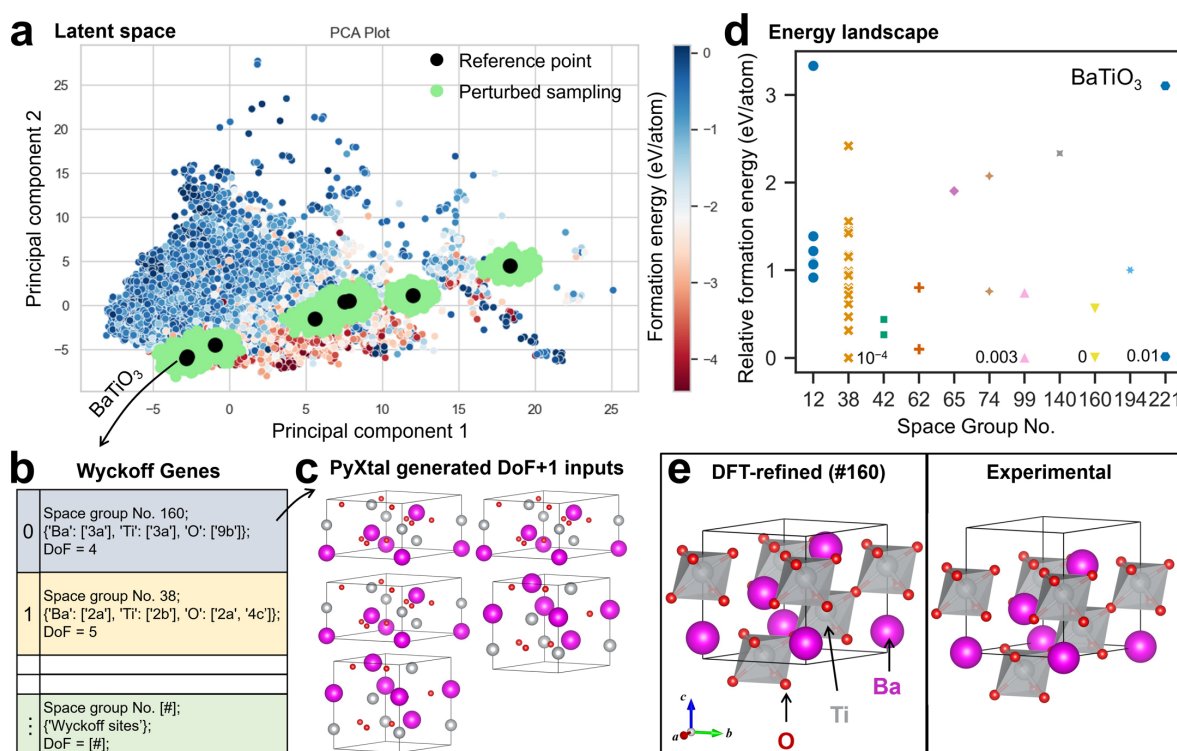 a Latent space
PCA Plot
Reference point
Perturbed sampling
Principal component 2
25
20
15
10
5
0
−5
−5
0
5
10
15
20
25
Principal component 1
BaTiO₃
0
−1
−2
−3
−4
Formation energy (eV/atom)
d Energy landscape
BaTiO₃
Relative formation energy (eV/atom)
3
2
1
0
10⁻⁴
0.003
0
0.01
12 38 42 62 65 74 99 140 160 194 221
Space Group No.
b Wyckoff Genes
0
Space group No. 160;
{'Ba': ['3a'], 'Ti': ['3a'], 'O': ['9b']};
DoF = 4
1
Space group No. 38;
{'Ba': ['2a'], 'Ti': ['2b'], 'O': ['2a', '4c']};
DoF = 5
⋮
Space group No. [#];
{'Wyckoff sites'};
DoF = [#];
c PyXtal generated DoF+1 inputs
e DFT-refined (#160)
Experimental
Ba
Ti
O
c
a
b